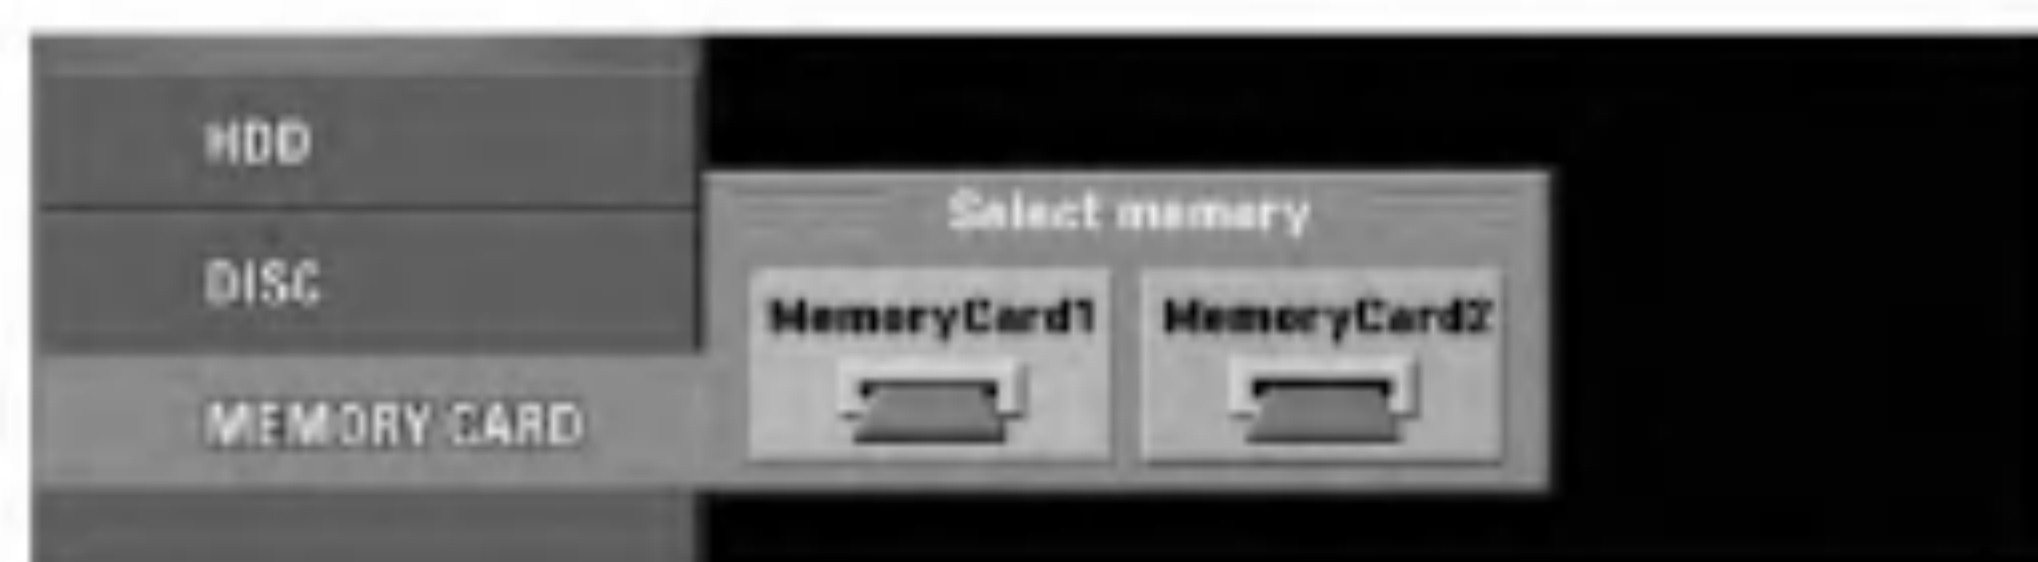 HDD
DISC
MEMORY CARD
Select memory
MemoryCard1
MemoryCard2